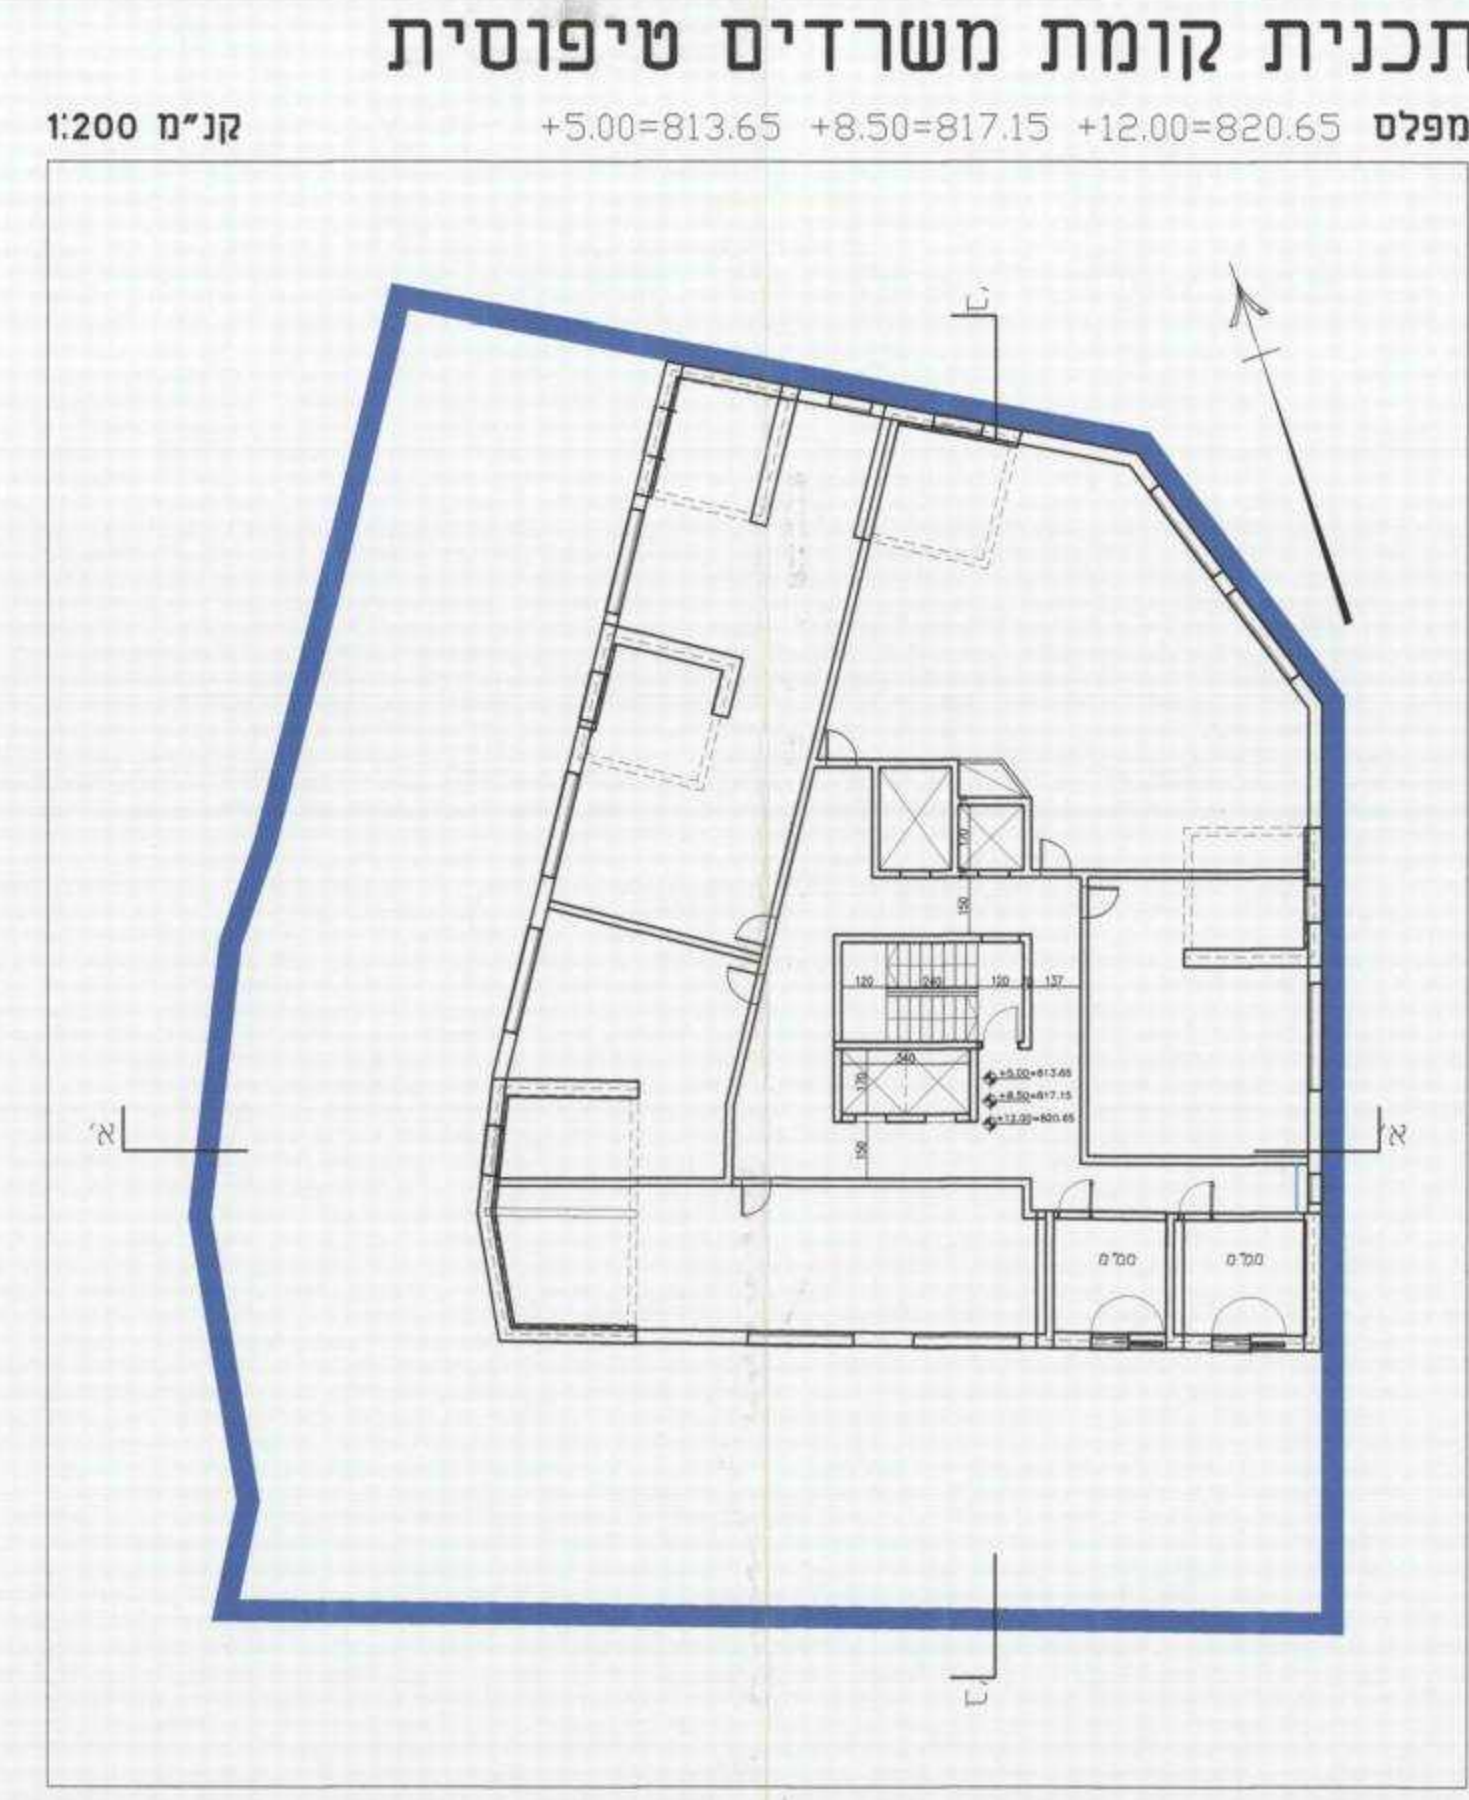 תכנית קומת משרדים טיפוסית
מפלס +12.00=820.65 +8.50=817.15 +5.00=813.65 קנ"מ 1:200
170
150
120 240 120 137
340
170
+5.00=813.65
+8.50=817.15
+12.00=820.65
א'
א'
150
ממ"מ ממ"מ